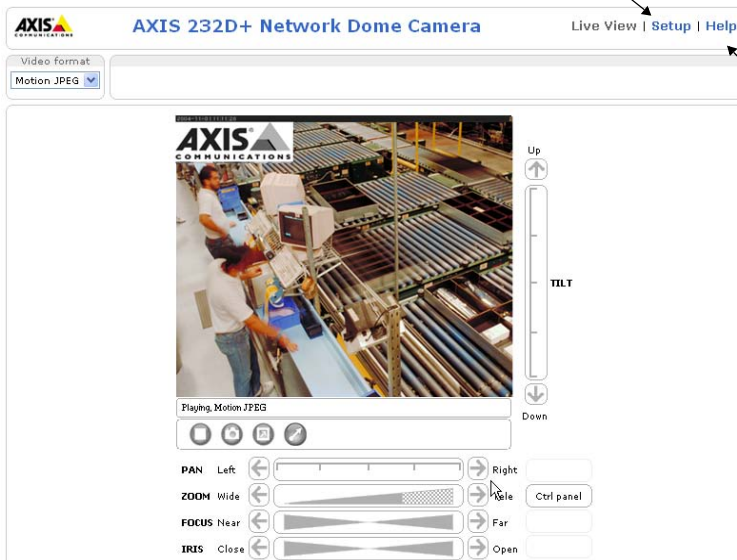 AXIS
COMMUNICATIONS
AXIS 232D+ Network Dome Camera
Live View | Setup | Help
Video format
Motion JPEG
AXIS
COMMUNICATIONS
Up
TILT
Down
Playing, Motion JPEG
PAN Left Right
ZOOM Wide Ctrl panel
FOCUS Near Far
IRIS Close Open